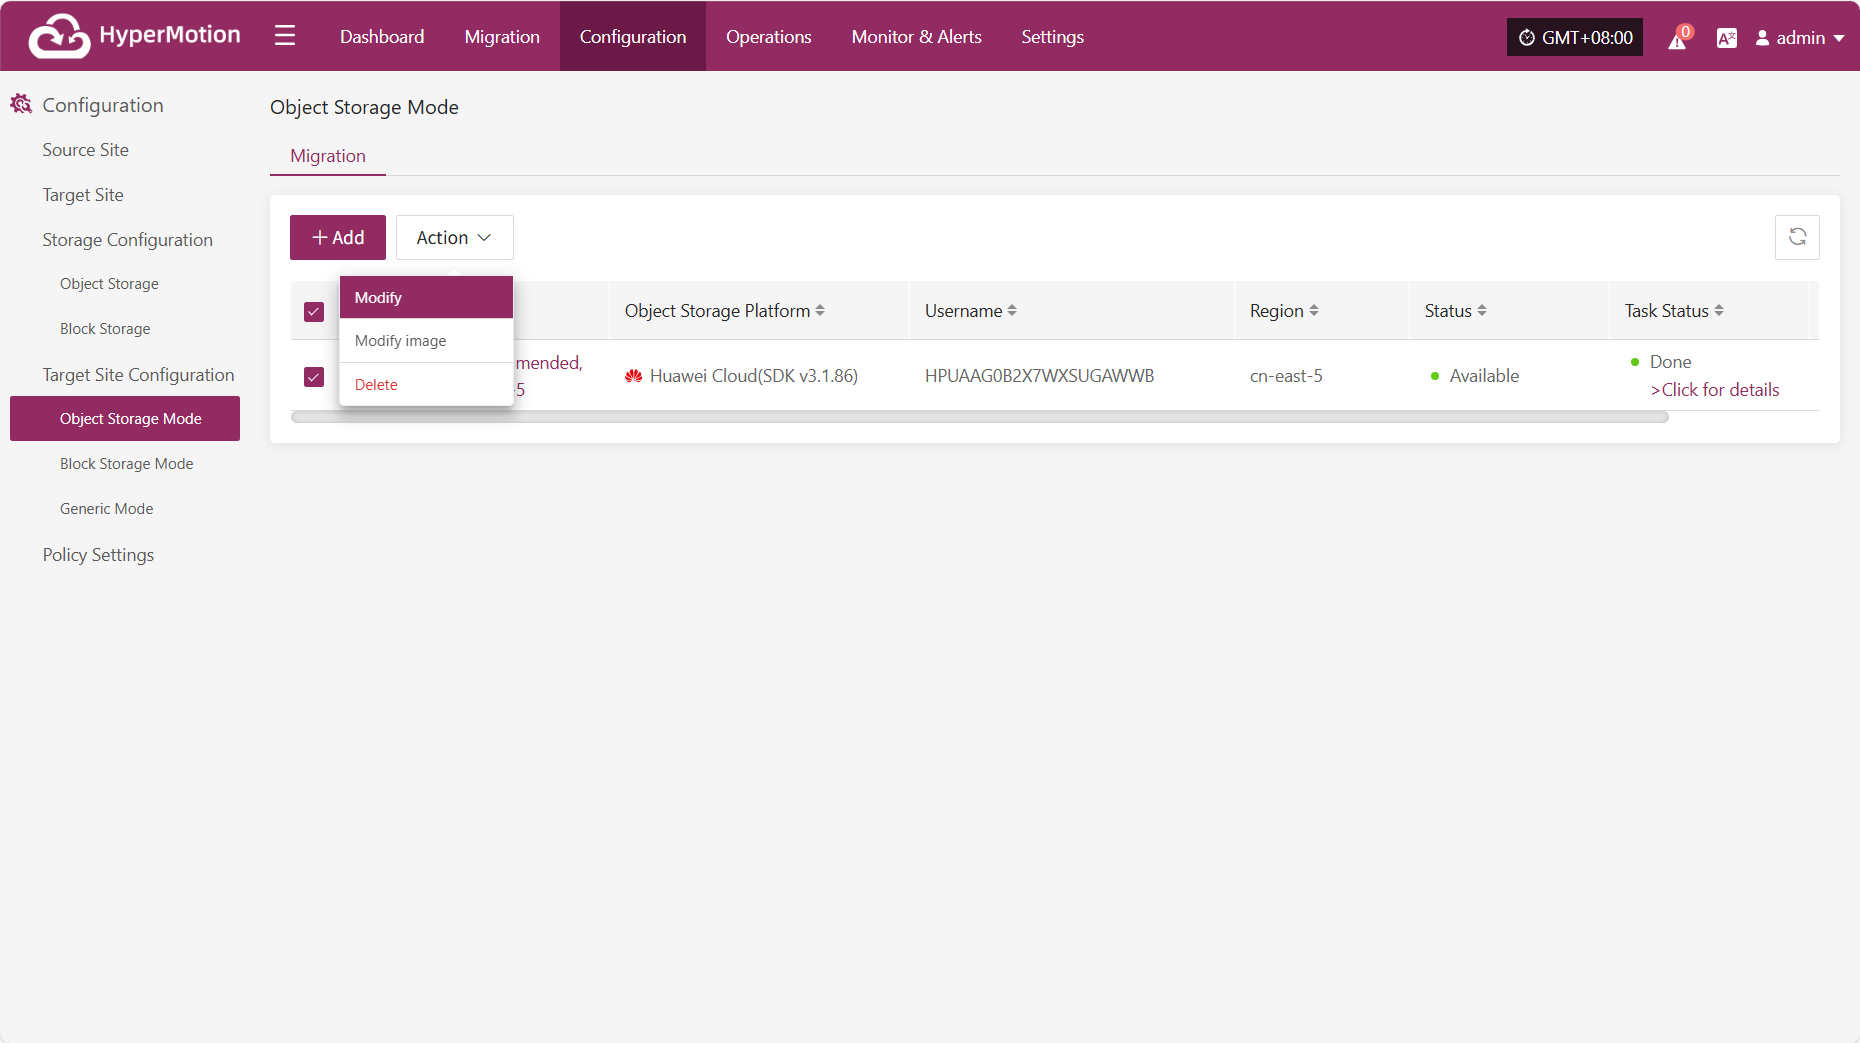 HyperMotion
Dashboard
Migration
Configuration
Operations
Monitor & Alerts
Settings
GMT+08:00
0
admin
Configuration
Source Site
Target Site
Storage Configuration
Object Storage
Block Storage
Target Site Configuration
Object Storage Mode
Block Storage Mode
Generic Mode
Policy Settings
Object Storage Mode
Migration
+ Add
Action
Modify
Modify image
Delete
Object Storage Platform
Username
Region
Status
Task Status
mended,
-5
Huawei Cloud(SDK v3.1.86)
HPUAAG0B2X7WXSUGAWWB
cn-east-5
Available
Done
>Click for details